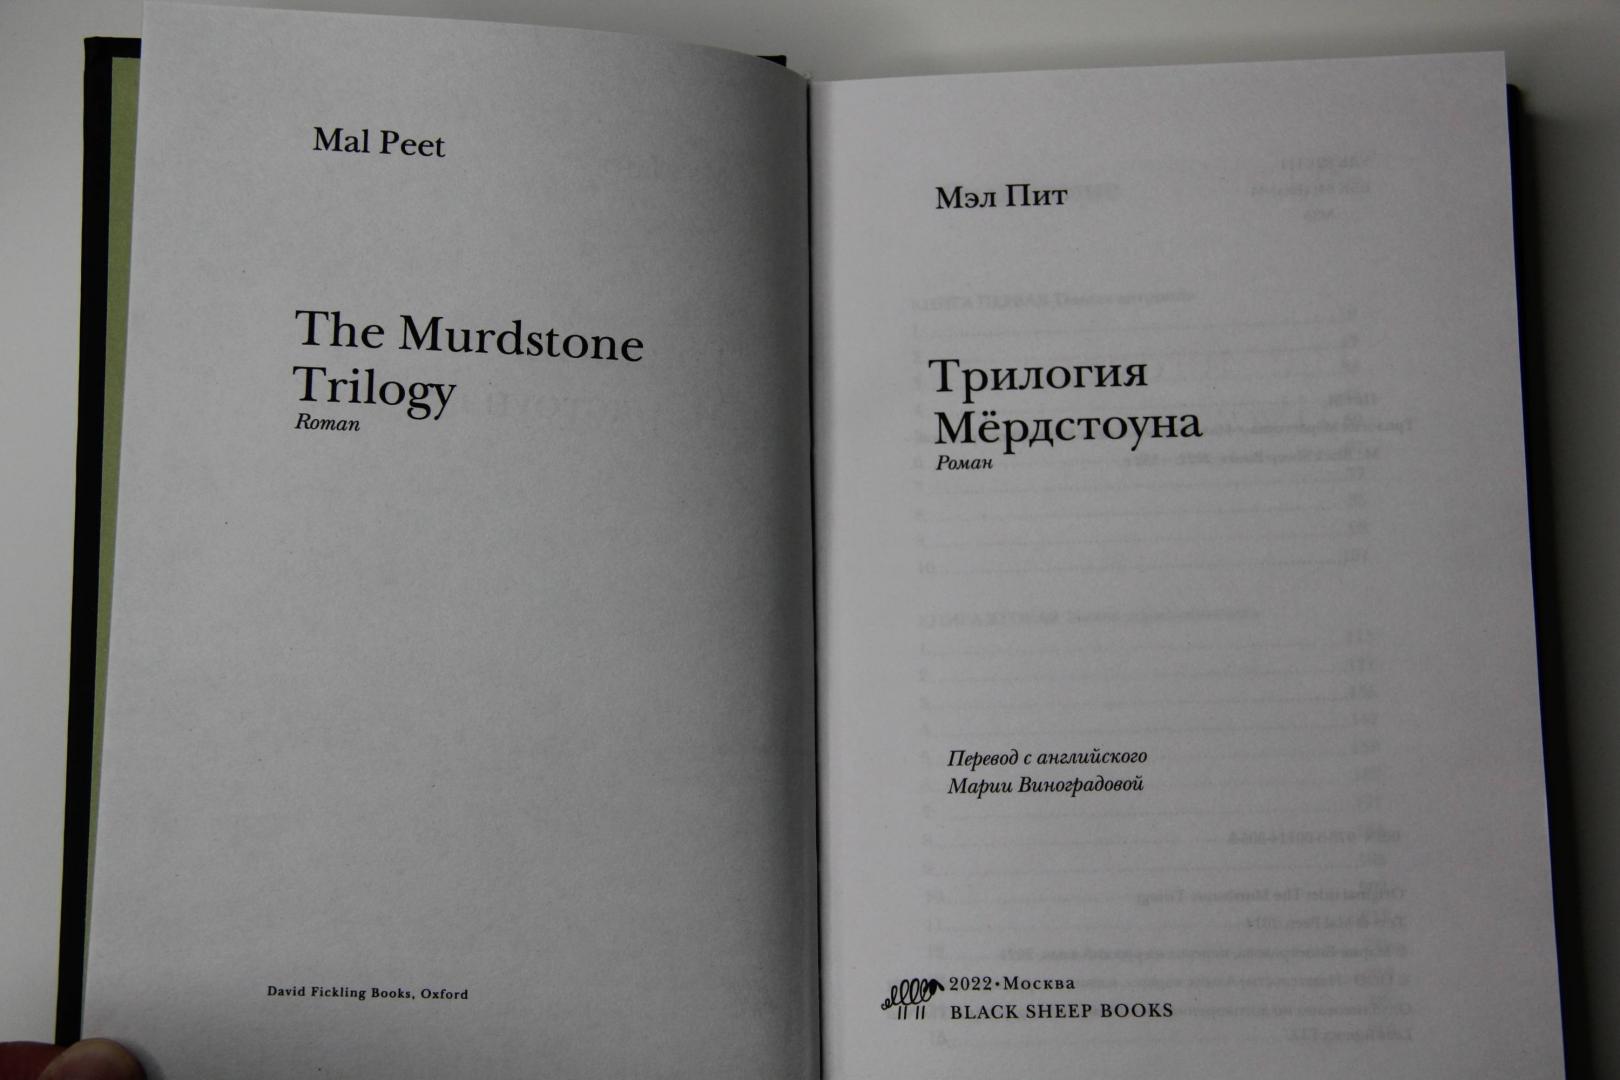 Mal Peet
The Murdstone
Trilogy
Roman
David Fickling Books, Oxford
Мэл Пит
Трилогия
Мёрдстоуна
Роман
Перевод с английского
Марии Виноградовой
2022•Москва
BLACK SHEEP BOOKS